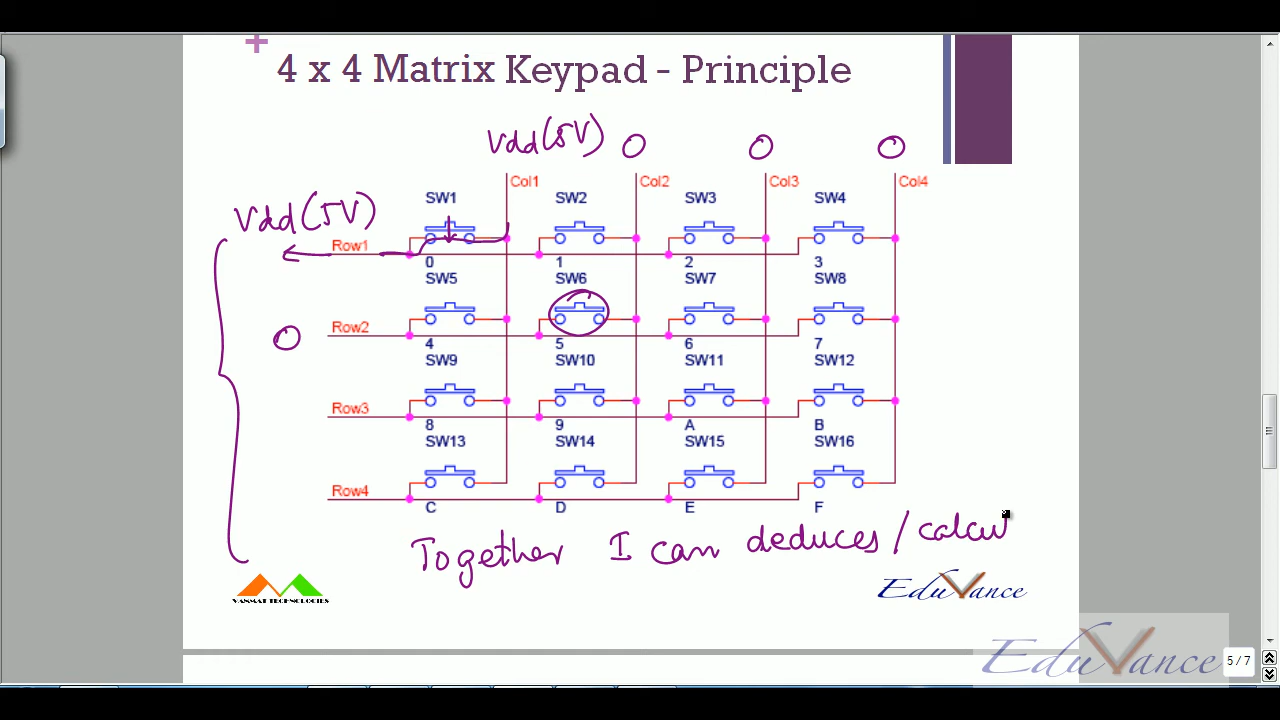 4 x 4 Matrix Keypad - Principle
Vdd(5V) 0 0 0
Col1 Col2 Col3 Col4
SW1 SW2 SW3 SW4
Vdd(5V)
Row1
0 1 2 3
SW5 SW6 SW7 SW8
0 Row2
4 5 6 7
SW9 SW10 SW11 SW12
Row3
8 9 A B
SW13 SW14 SW15 SW16
Row4
C D E F
Together I can deduces / calcu
VANMAT TECHNOLOGIES
EduVance
EduVance
5 / 7